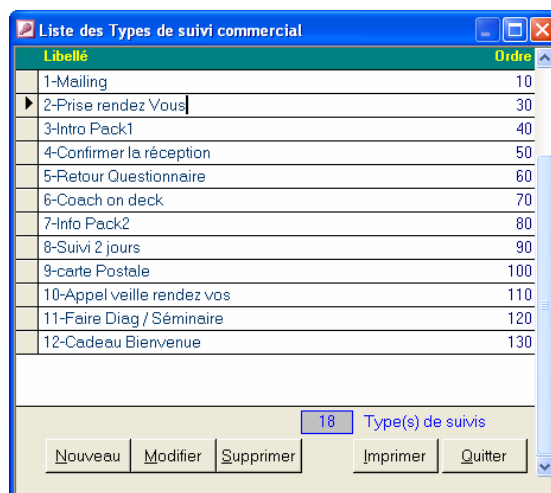 Liste des Types de suivi commercial
Libellé Ordre
1-Mailing 10
2-Prise rendez Vous 30
3-Intro Pack1 40
4-Confirmer la réception 50
5-Retour Questionnaire 60
6-Coach on deck 70
7-Info Pack2 80
8-Suivi 2 jours 90
9-carte Postale 100
10-Appel veille rendez vos 110
11-Faire Diag / Séminaire 120
12-Cadeau Bienvenue 130
18 Type(s) de suivis
Nouveau Modifier Supprimer Imprimer Quitter